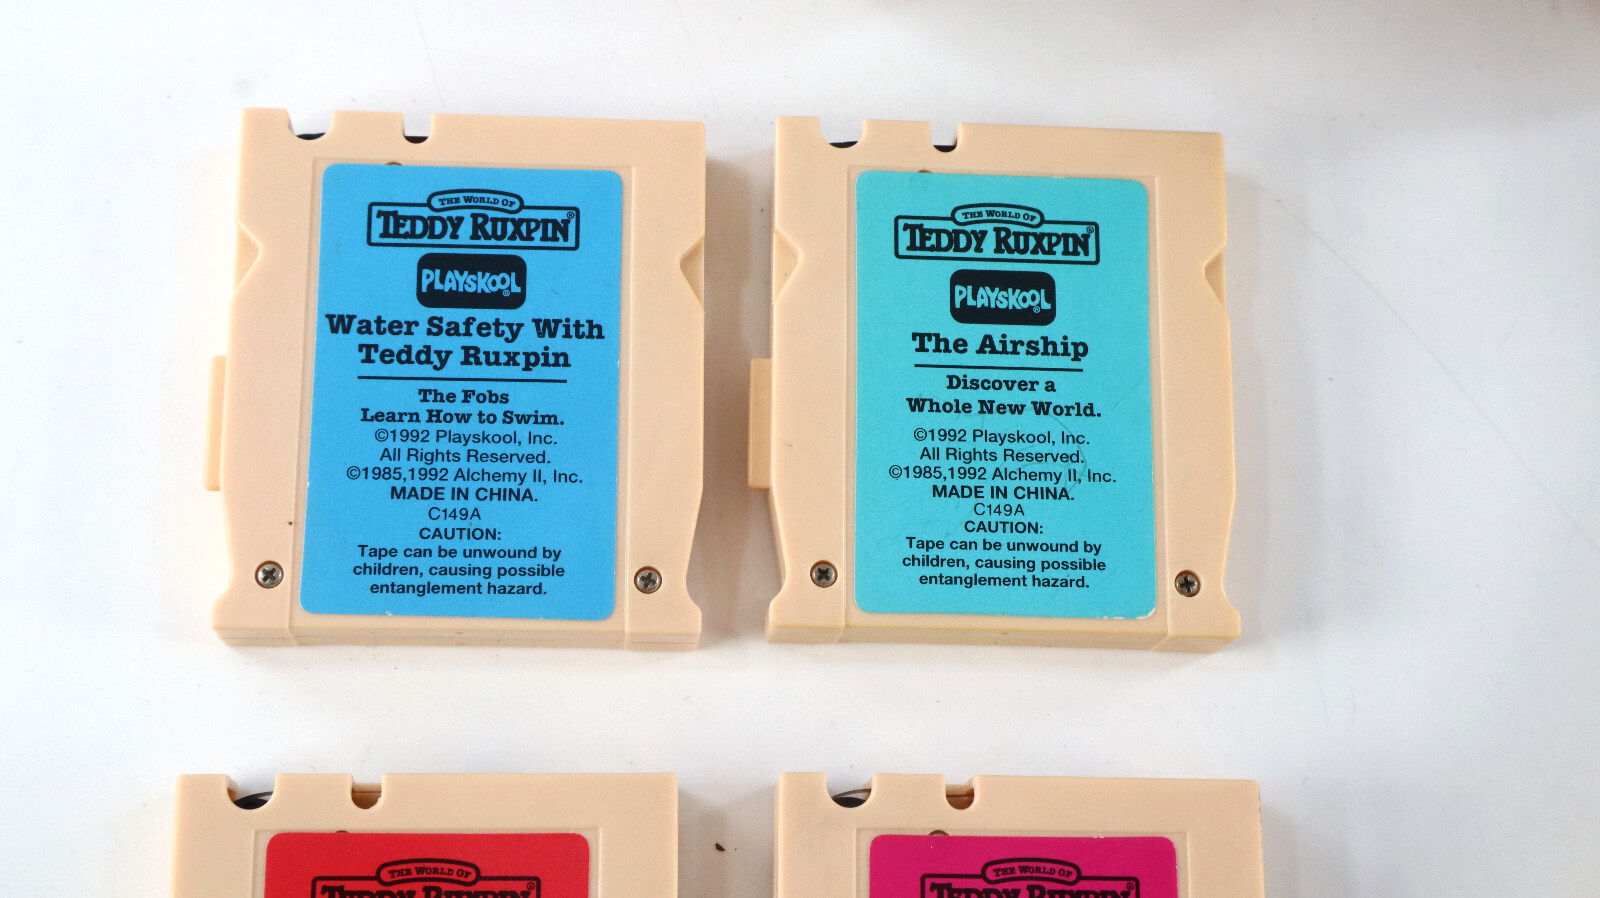 THE WORLD OF
TEDDY RUXPIN®
PLAYSKOOL®
Water Safety With
Teddy Ruxpin
The Fobs
Learn How to Swim.
©1992 Playskool, Inc.
All Rights Reserved.
©1985,1992 Alchemy II, Inc.
MADE IN CHINA.
C149A
CAUTION:
Tape can be unwound by
children, causing possible
entanglement hazard.
THE WORLD OF
TEDDY RUXPIN®
PLAYSKOOL®
The Airship
Discover a
Whole New World.
©1992 Playskool, Inc.
All Rights Reserved.
©1985,1992 Alchemy II, Inc.
MADE IN CHINA.
C149A
CAUTION:
Tape can be unwound by
children, causing possible
entanglement hazard.
THE WORLD OF
TEDDY RUXPIN
THE WORLD OF
TEDDY RUXPIN